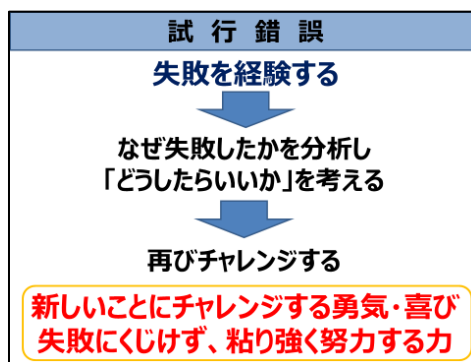 試行錯誤
失敗を経験する
なぜ失敗したかを分析し
「どうしたらいいか」を考える
再びチャレンジする
新しいことにチャレンジする勇気・喜び
失敗にくじけず、粘り強く努力する力